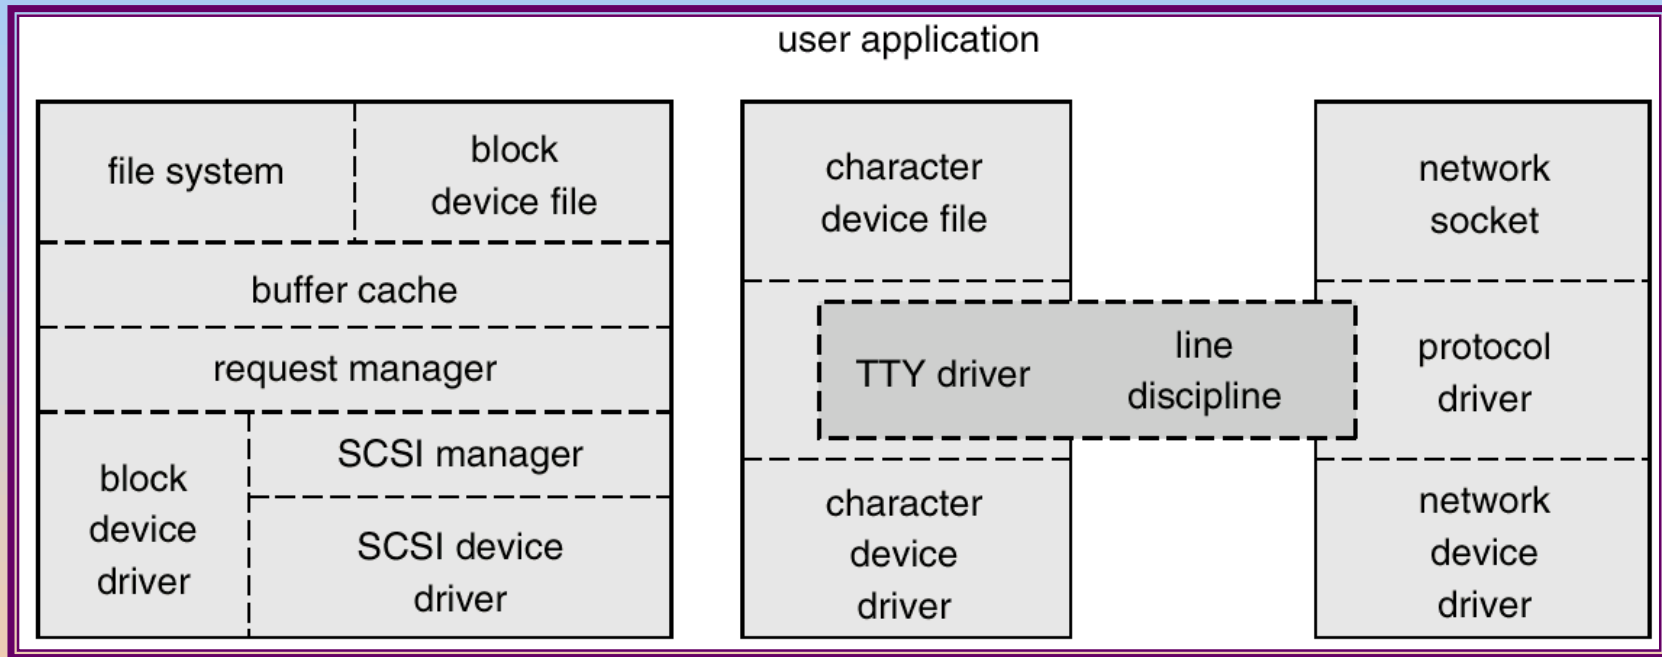 user application
file system
block
device file
buffer cache
request manager
block
device
driver
SCSI manager
SCSI device
driver
character
device file
TTY driver
line
discipline
character
device
driver
network
socket
protocol
driver
network
device
driver